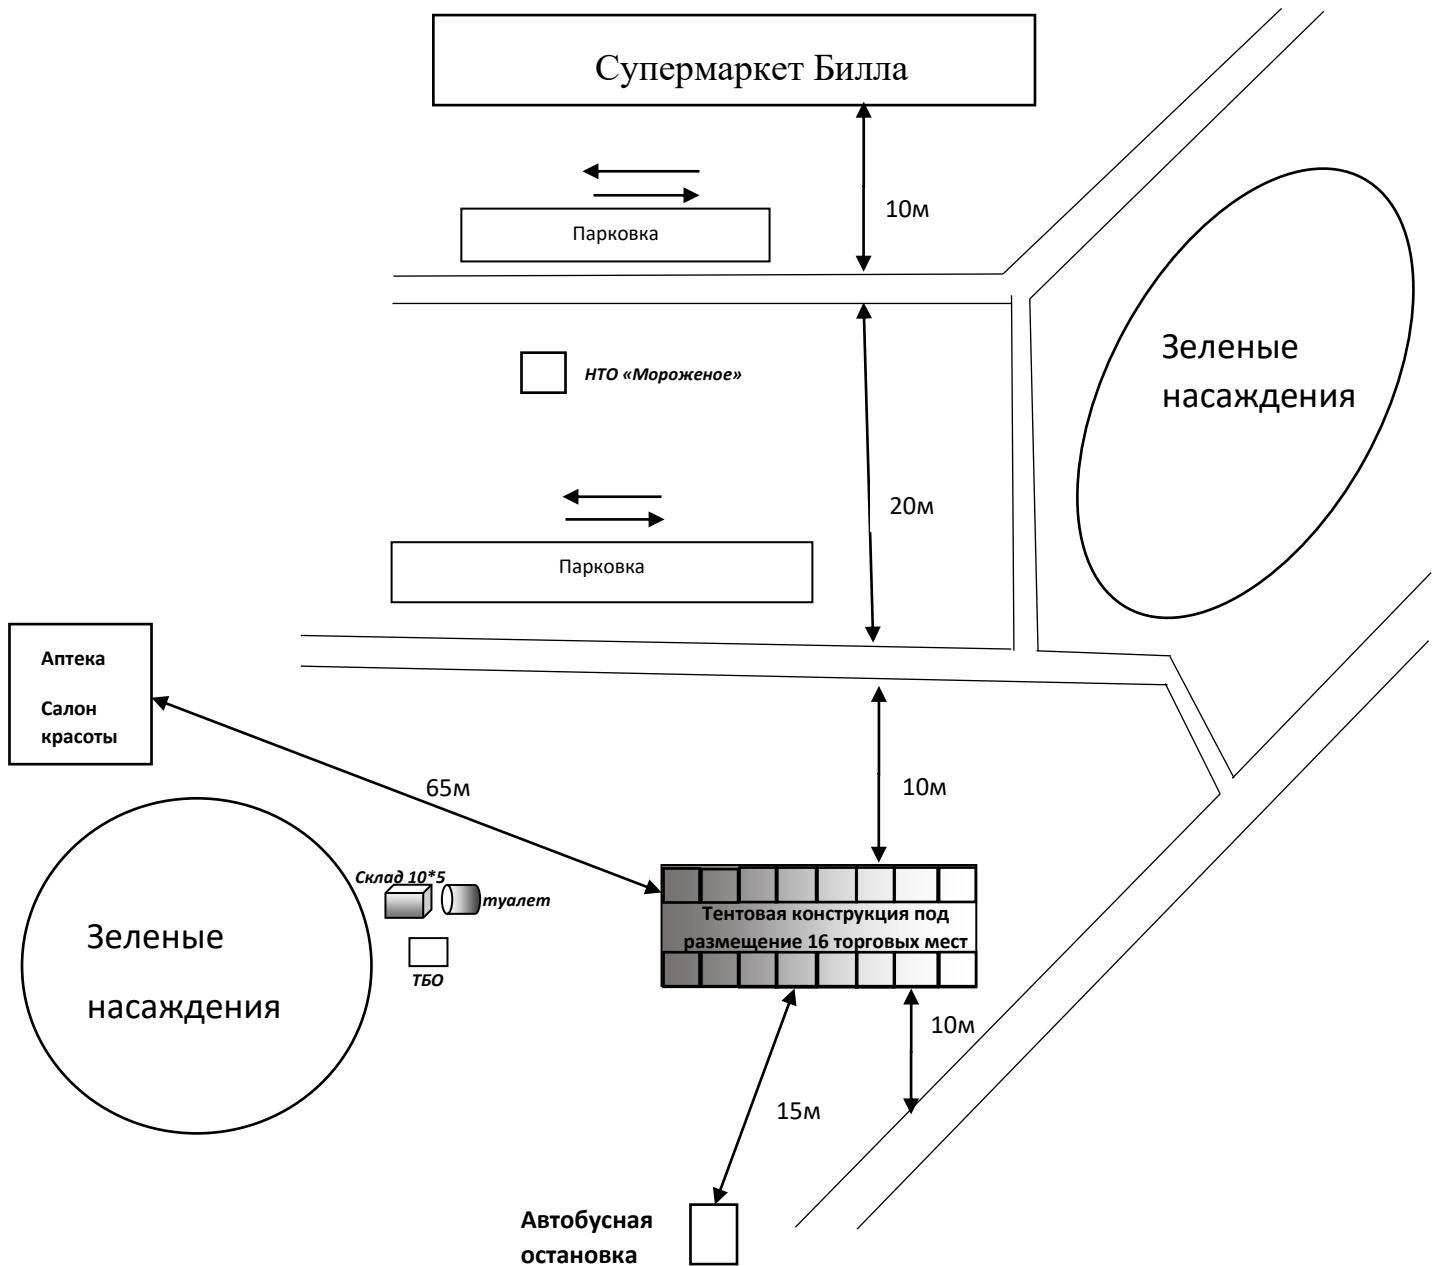 Супермаркет Билла
10м
Парковка
Зеленые
насаждения
НТО «Мороженое»
20м
Парковка
Аптека
Салон
красоты
65м
10м
Склад 10*5
туалет
Тентовая конструкция под
размещение 16 торговых мест
Зеленые
насаждения
ТБО
10м
15м
Автобусная
остановка